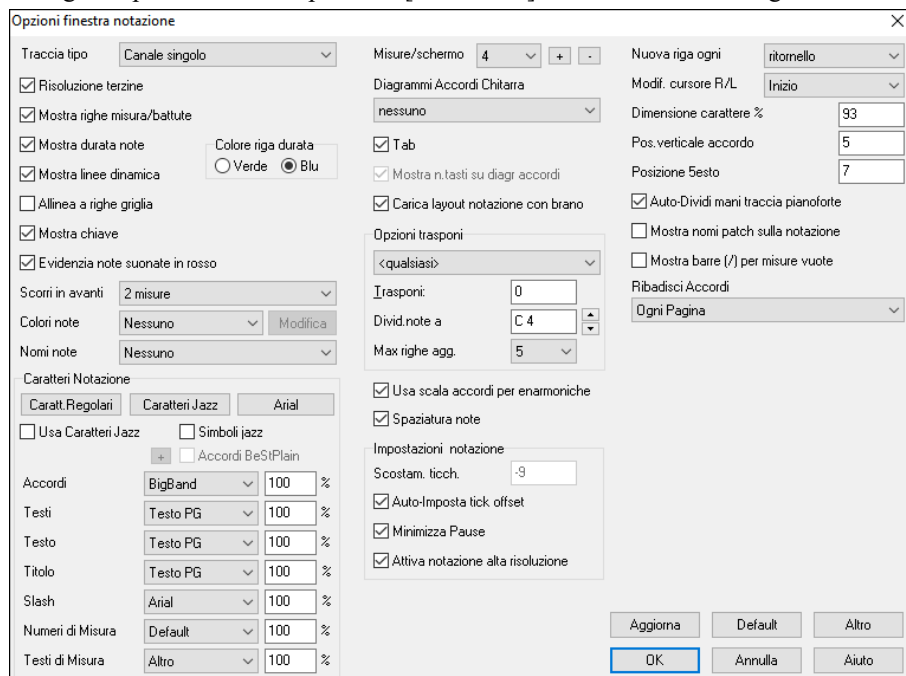 Opzioni finestra notazione
Traccia tipo Canale singolo
Risoluzione terzine
Mostra righe misura/battute
Mostra durata note
Colore riga durata
Verde Blu
Mostra linee dinamica
Allinea a righe griglia
Mostra chiave
Evidenzia note suonate in rosso
Scorri in avanti 2 misure
Colori note Nessuno Modifica
Nomi note Nessuno
Caratteri Notazione
Caratt.Regolari Caratteri Jazz Arial
Usa Caratteri Jazz Simboli jazz
+ Accordi BeStPlain
Accordi BigBand 100 %
Testi Testo PG 100 %
Testo Testo PG 100 %
Titolo Testo PG 100 %
Slash Arial 100 %
Numeri di Misura Default 100 %
Testi di Misura Altro 100 %
Misure/schermo 4 + -
Diagrammi Accordi Chitarra
nessuno
Tab
Mostra n.tasti su diagr accordi
Carica layout notazione con brano
Opzioni trasponi
<qualsiasi>
Trasponi: 0
Divid.note a C 4
Max righe agg. 5
Usa scala accordi per enarmoniche
Spaziatura note
Impostazioni notazione
Scostam. ticch. -9
Auto-Imposta tick offset
Minimizza Pause
Attiva notazione alta risoluzione
Nuova riga ogni ritornello
Modif. cursore R/L Inizio
Dimensione carattere % 93
Pos.verticale accordo 5
Posizione 5esto 7
Auto-Dividi mani traccia pianoforte
Mostra nomi patch sulla notazione
Mostra barre (/) per misure vuote
Ribadisci Accordi
Ogni Pagina
Aggiorna Default Altro
OK Annulla Aiuto